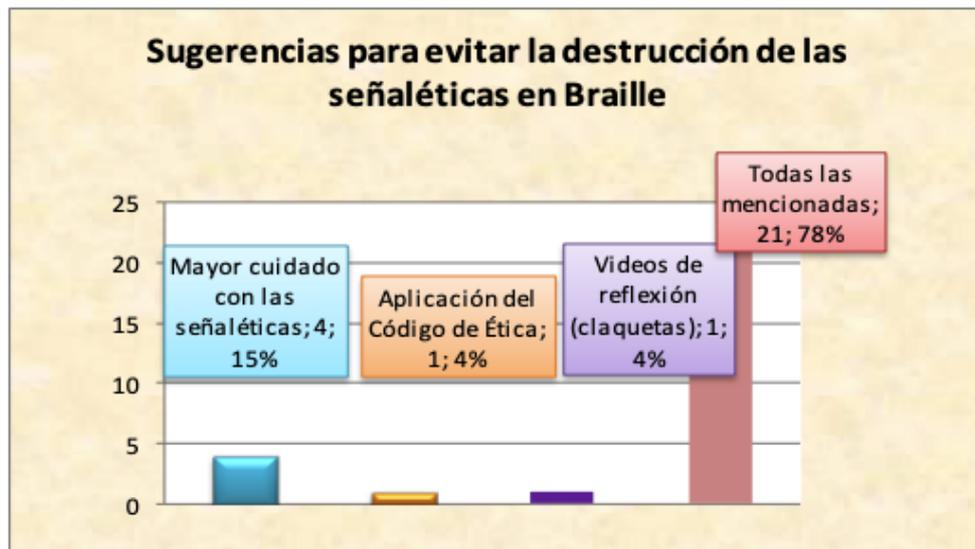 Sugerencias para evitar la destrucción de las
señaléticas en Braille
Todas las
mencionadas;
21; 78%
25
20
15
10
5
0
Mayor cuidado
con las
señaléticas; 4;
15%
Aplicación del
Código de Ética;
1; 4%
Videos de
reflexión
(claquetas); 1;
4%